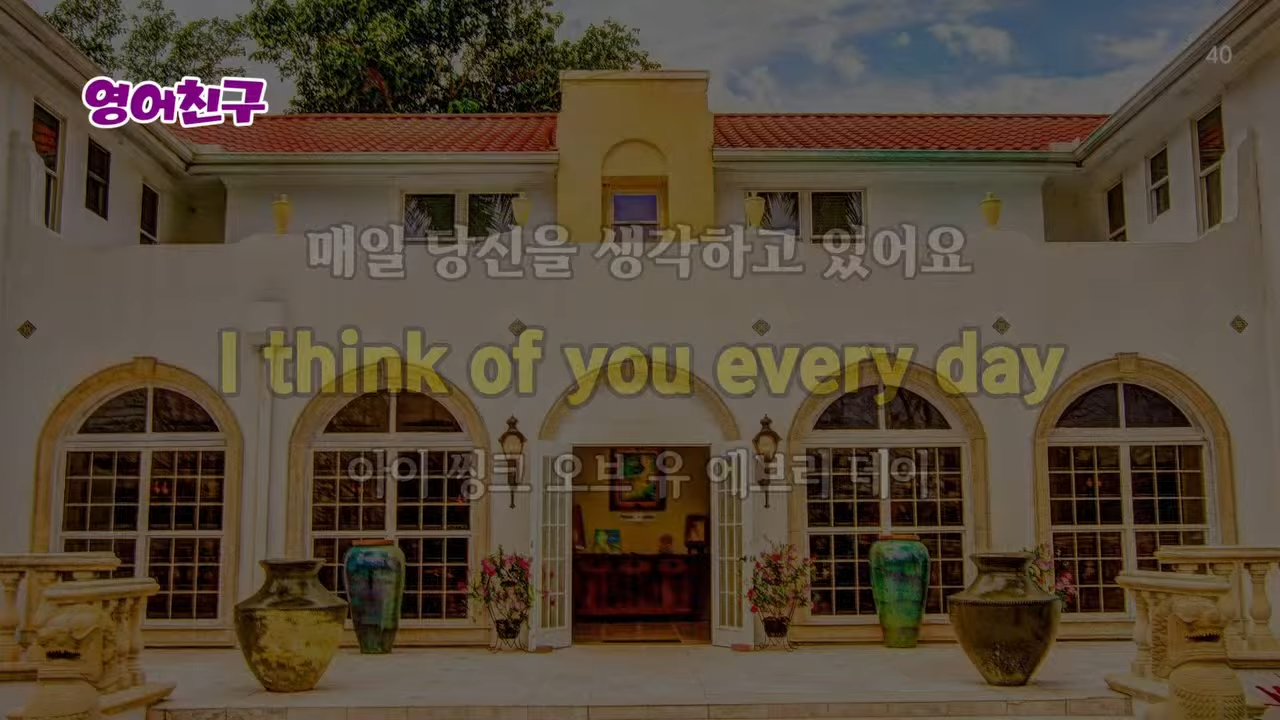 40
영어친구
매일 당신을 생각하고 있어요
I think of you every day
아이 씽크 오브 유 에브리 데이